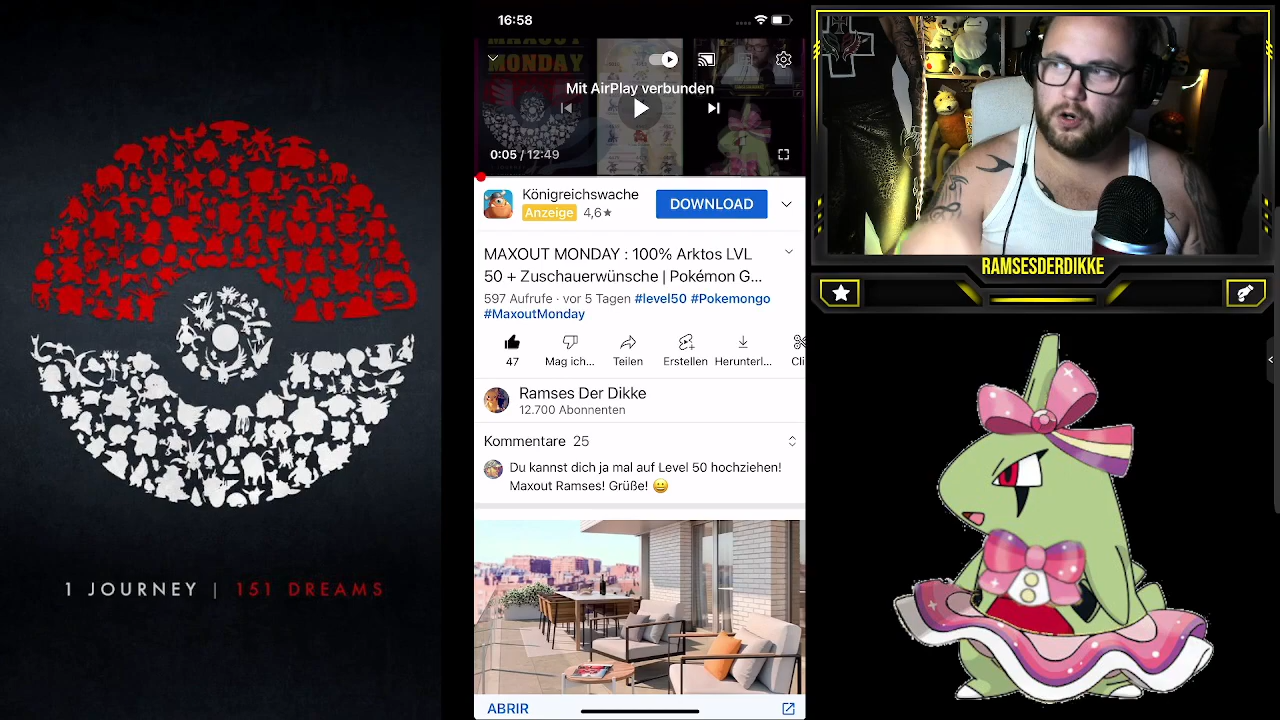 1 JOURNEY | 151 DREAMS
16:58
MAXOUT
MONDAY
Mit AirPlay verbunden
0:05 / 12:49
Königreichswache
Anzeige 4,6★
DOWNLOAD
MAXOUT MONDAY : 100% Arktos LVL
50 + Zuschauerwünsche | Pokémon G...
597 Aufrufe · vor 5 Tagen #level50 #Pokemongo
#MaxoutMonday
47
Mag ich...
Teilen
Erstellen
Herunterl...
Cli
Ramses Der Dikke
12.700 Abonnenten
Kommentare 25
Du kannst dich ja mal auf Level 50 hochziehen!
Maxout Ramses! Grüße! 😀
ABRIR
RAMSESDERDIKKE